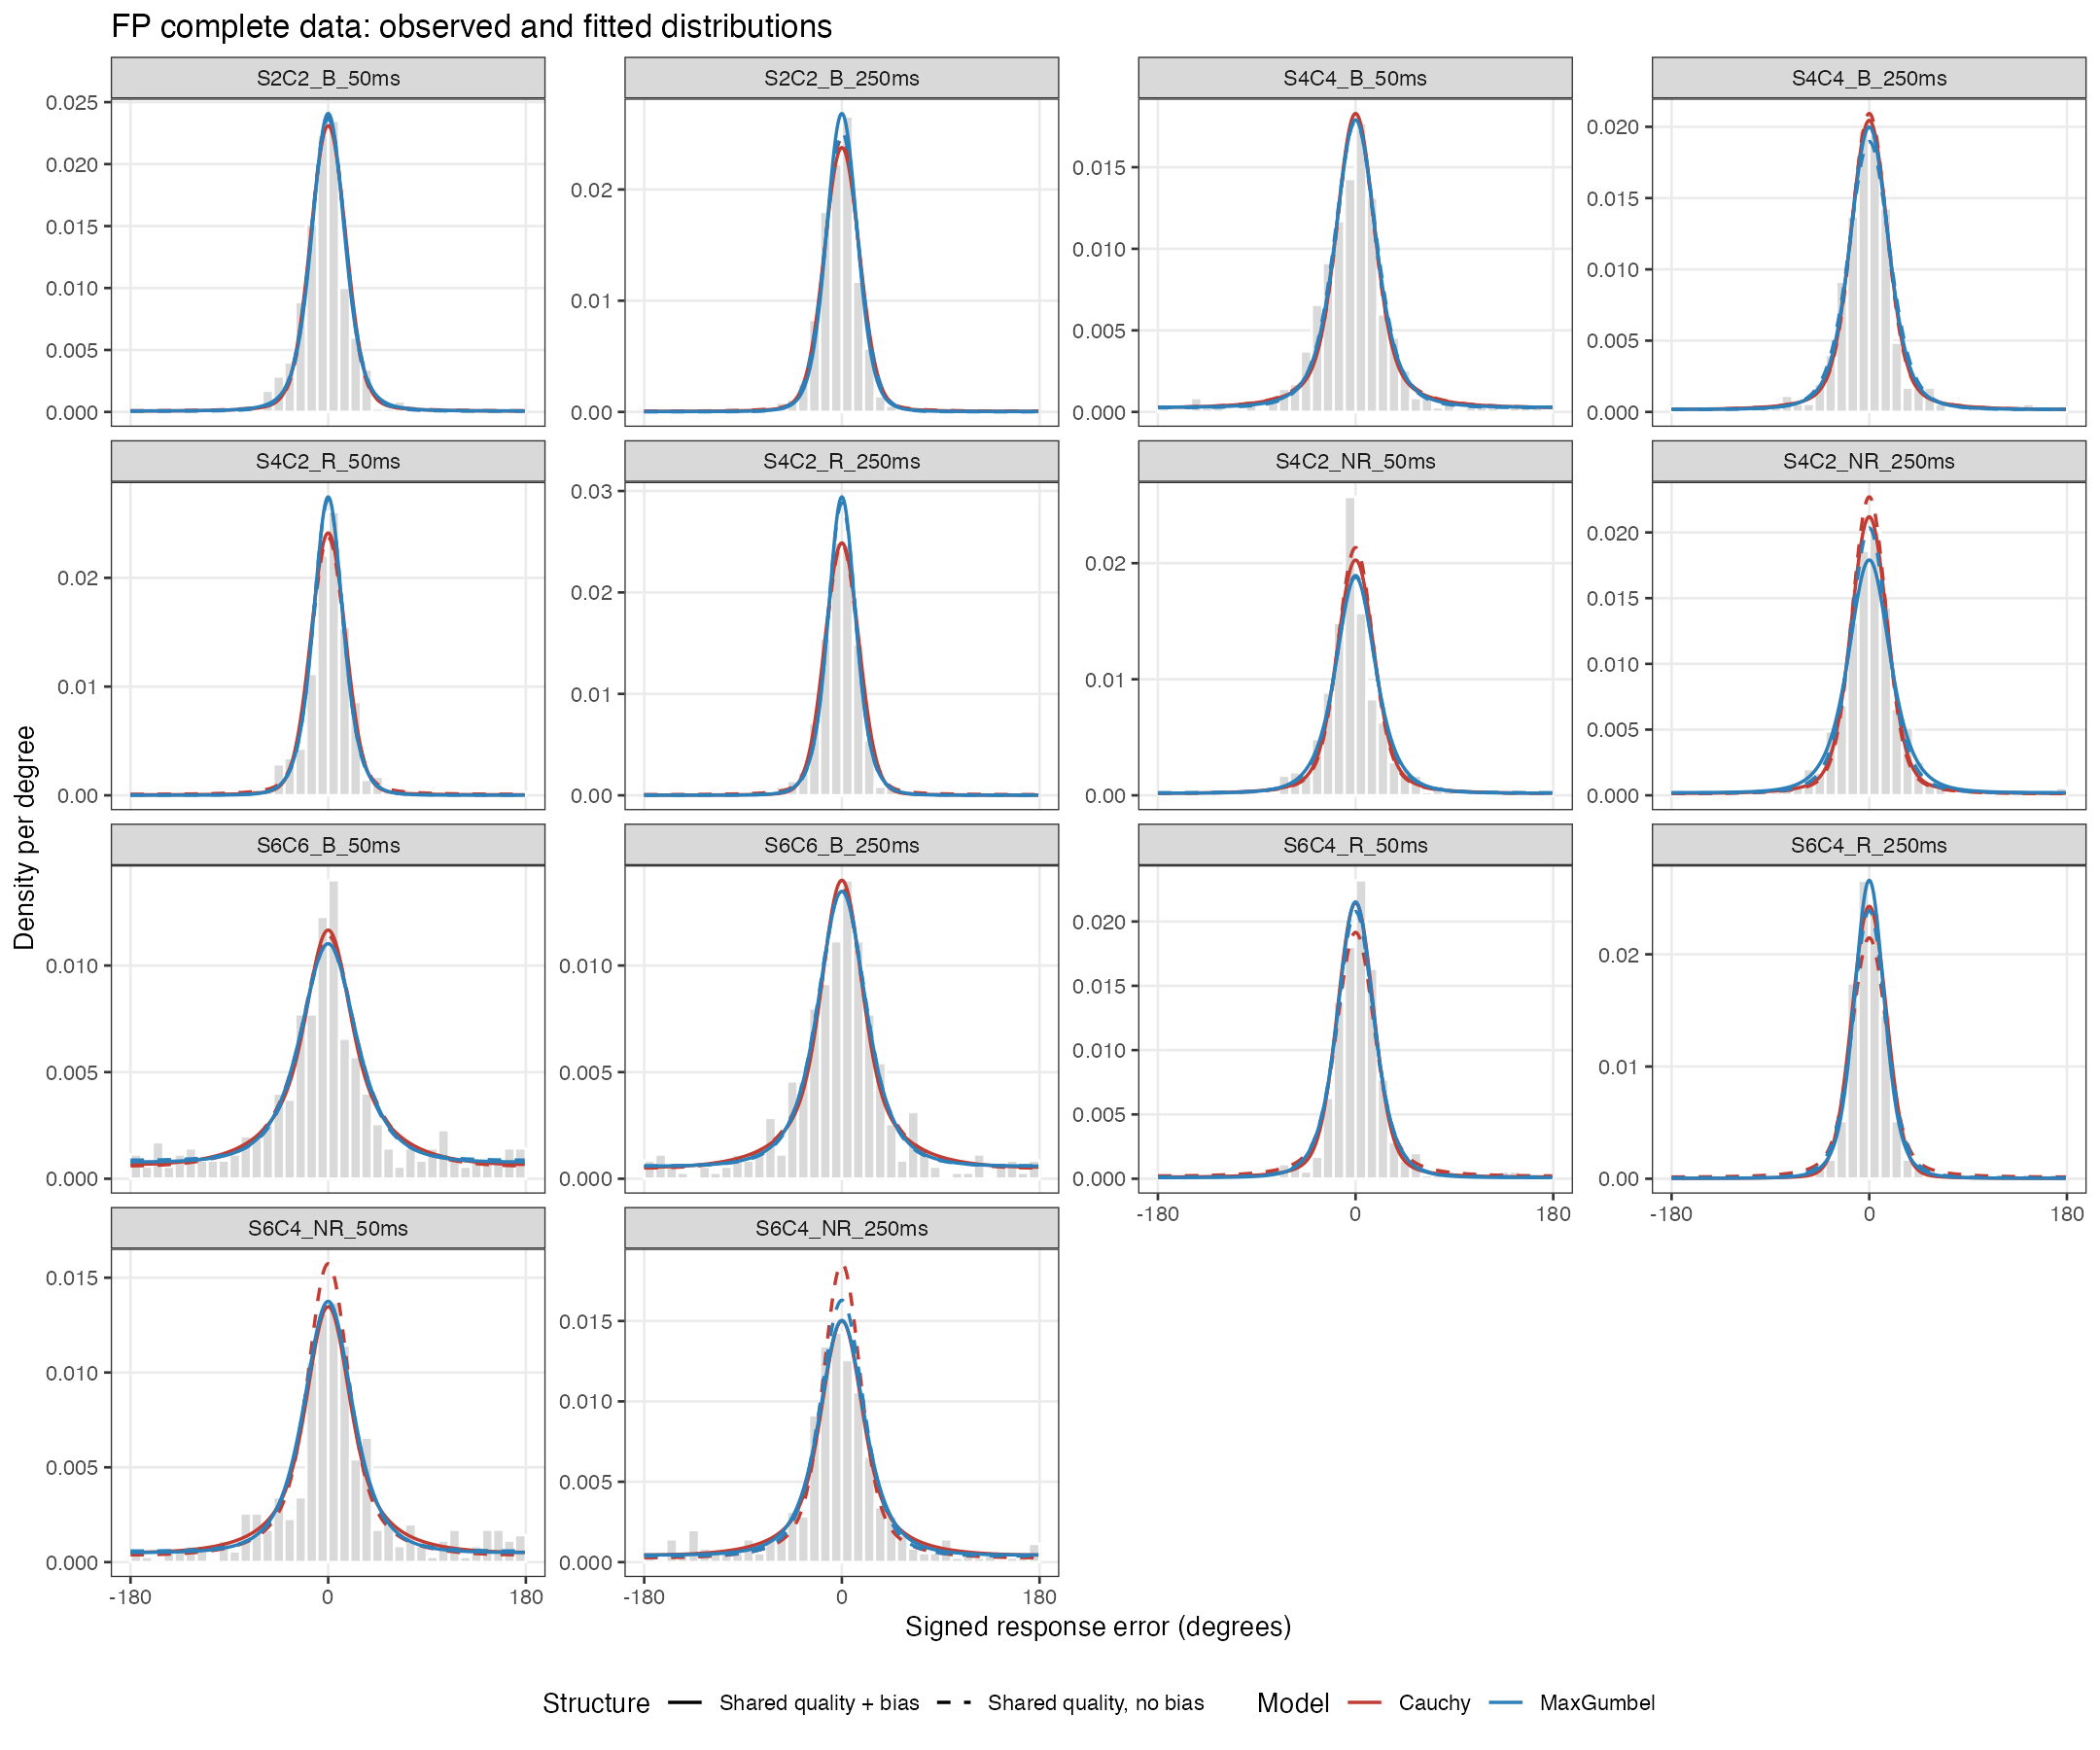 FP complete data: observed and fitted distributions
S2C2_B_50ms
S2C2_B_250ms
S4C4_B_50ms
S4C4_B_250ms
0.025
0.020
0.015
0.010
0.005
0.000
0.02
0.01
0.00
0.015
0.010
0.005
0.000
0.020
0.015
0.010
0.005
0.000
S4C2_R_50ms
S4C2_R_250ms
S4C2_NR_50ms
S4C2_NR_250ms
0.02
0.01
0.00
0.03
0.02
0.01
0.00
0.02
0.01
0.00
0.020
0.015
0.010
0.005
0.000
Density per degree
S6C6_B_50ms
S6C6_B_250ms
S6C4_R_50ms
S6C4_R_250ms
0.010
0.005
0.000
0.010
0.005
0.000
0.020
0.015
0.010
0.005
0.000
0.02
0.01
0.00
-180 0 180
-180 0 180
S6C4_NR_50ms
S6C4_NR_250ms
0.015
0.010
0.005
0.000
0.015
0.010
0.005
0.000
-180 0 180
-180 0 180
Signed response error (degrees)
Structure Shared quality + bias Shared quality, no bias Model Cauchy MaxGumbel